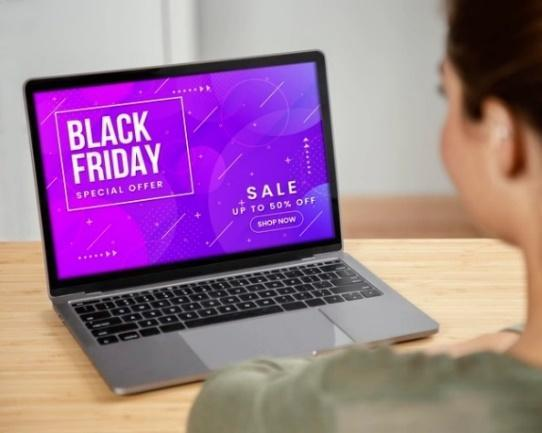 BLACK
FRIDAY
SPECIAL OFFER
SALE
UP TO 50% OFF
SHOP NOW